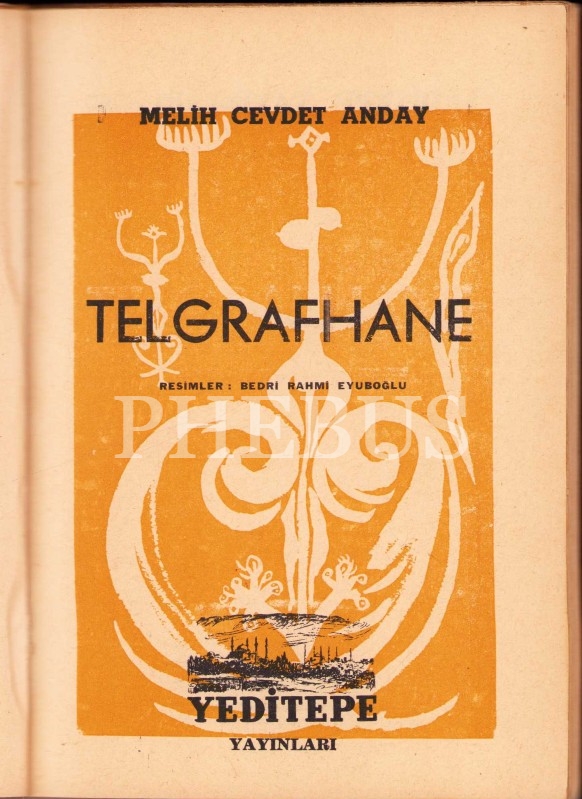 MELİH CEVDET ANDAY
TELGRAFHANE
RESİMLER : BEDRİ RAHMİ EYUBOĞLU
PHEBUS
YEDİTEPE
YAYINLARI